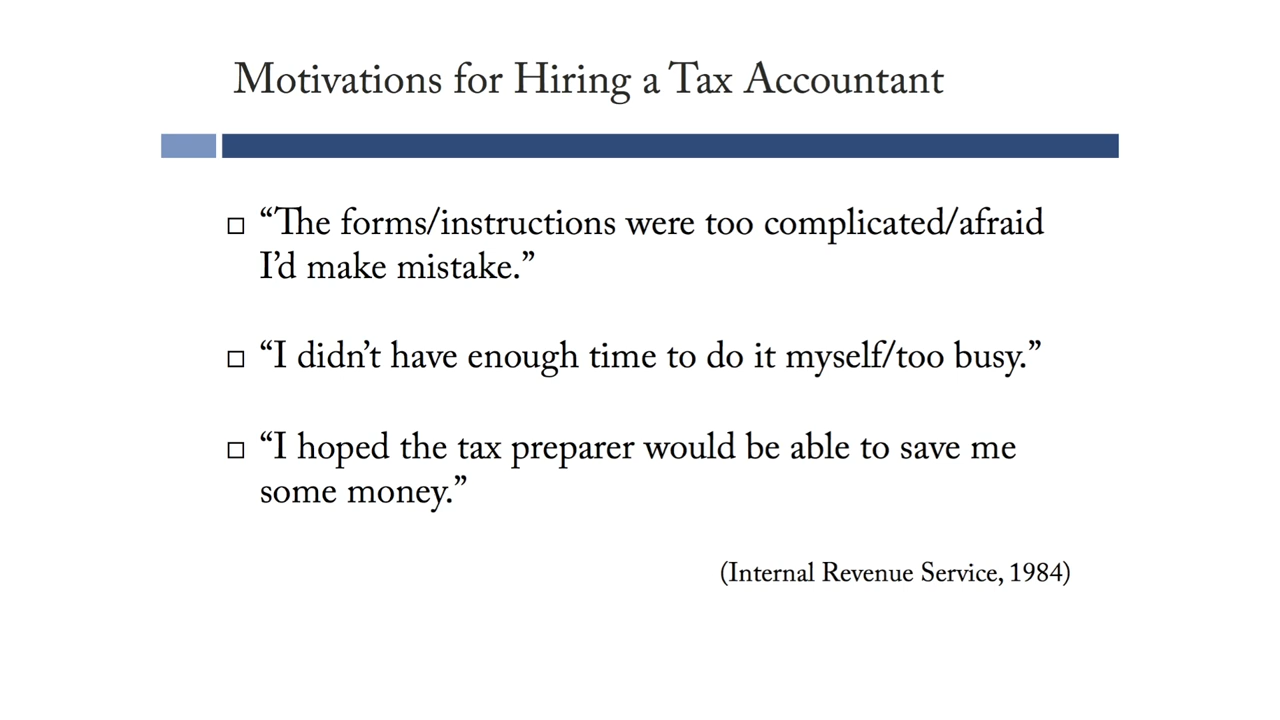 Motivations for Hiring a Tax Accountant
“The forms/instructions were too complicated/afraid
I’d make mistake.”
“I didn’t have enough time to do it myself/too busy.”
“I hoped the tax preparer would be able to save me
some money.”
(Internal Revenue Service, 1984)